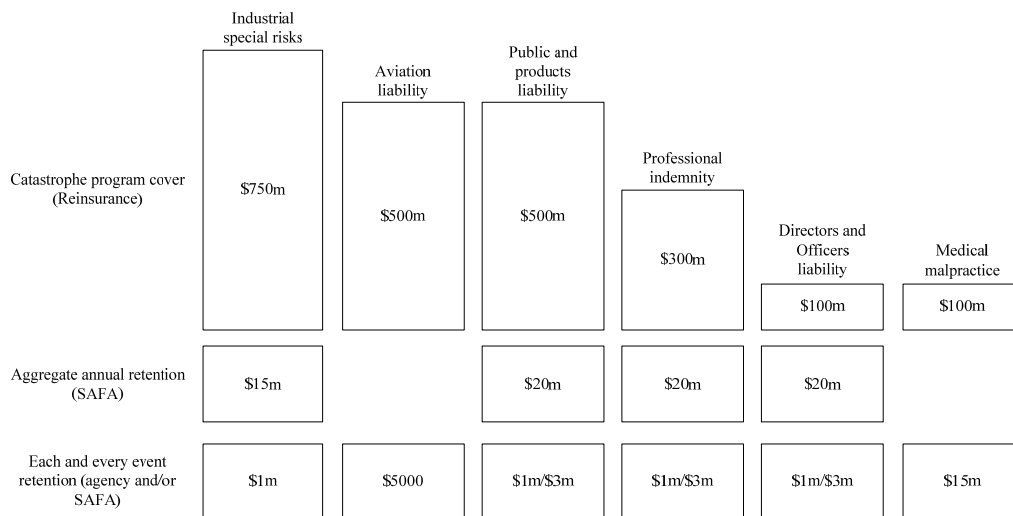 Industrial
special risks
Aviation
liability
Public and
products
liability
Professional
indemnity
Directors and
Officers
liability
Medical
malpractice
Catastrophe program cover
(Reinsurance)
$750m
$500m
$500m
$300m
$100m
$100m
Aggregate annual retention
(SAFA)
$15m
$20m
$20m
$20m
Each and every event
retention (agency and/or
SAFA)
$1m
$5000
$1m/$3m
$1m/$3m
$1m/$3m
$15m